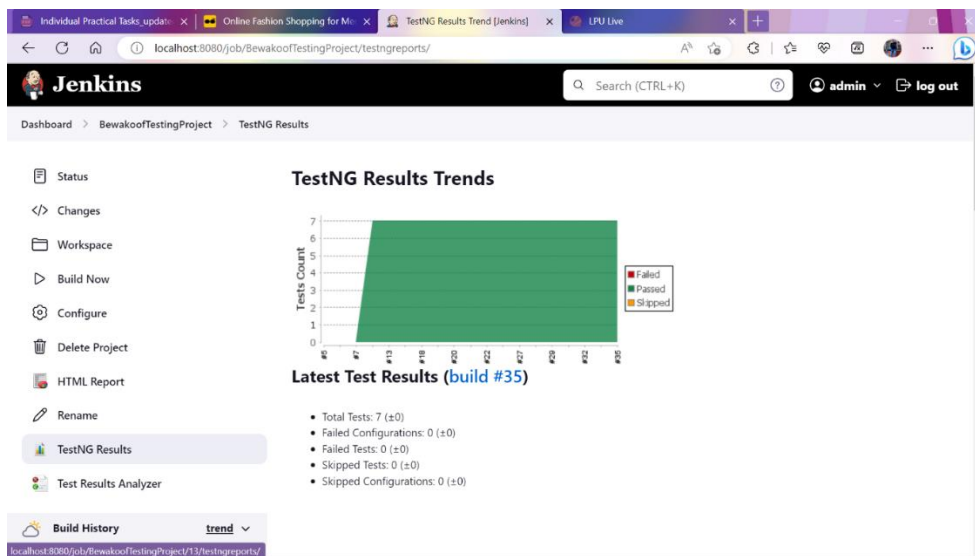 Individual Practical Tasks_update
Online Fashion Shopping for Me
TestNG Results Trend [Jenkins]
LPU Live
localhost:8080/job/BewakoofTestingProject/testngreports/
Jenkins
Search (CTRL+K)
admin
log out
Dashboard > BewakoofTestingProject > TestNG Results
Status
Changes
Workspace
Build Now
Configure
Delete Project
HTML Report
Rename
TestNG Results
Test Results Analyzer
Build History trend
localhost:8080/job/BewakoofTestingProject/13/testngreports/
TestNG Results Trends
Tests Count
7
6
5
4
3
2
1
0
#5 #7 #13 #18 #20 #22 #27 #29 #32 #35
Failed
Passed
Skipped
Latest Test Results (build #35)
• Total Tests: 7 (±0)
• Failed Configurations: 0 (±0)
• Failed Tests: 0 (±0)
• Skipped Tests: 0 (±0)
• Skipped Configurations: 0 (±0)